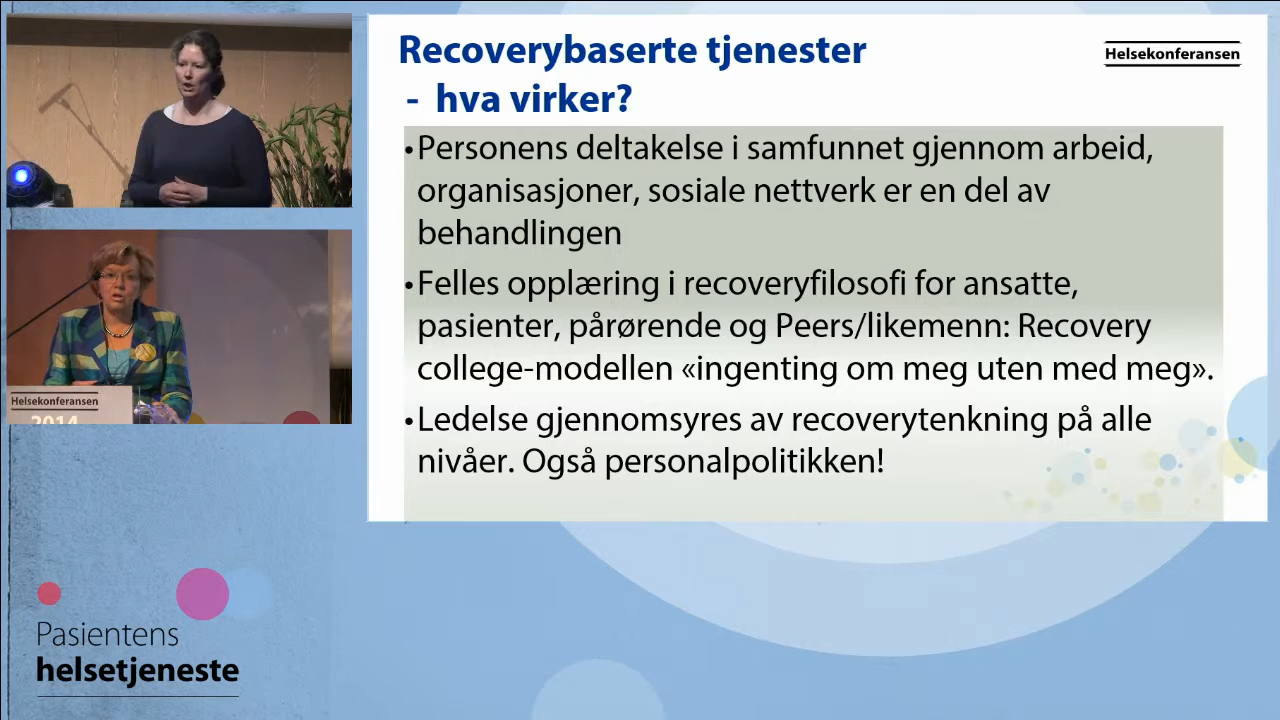 Recoverybaserte tjenester
- hva virker?
Helsekonferansen
•Personens deltakelse i samfunnet gjennom arbeid,
organisasjoner, sosiale nettverk er en del av
behandlingen
•Felles opplæring i recoveryfilosofi for ansatte,
pasienter, pårørende og Peers/likemenn: Recovery
college-modellen «ingenting om meg uten med meg».
•Ledelse gjennomsyres av recoverytenkning på alle
nivåer. Også personalpolitikken!
Helsekonferansen
2014
Pasientens
helsetjeneste